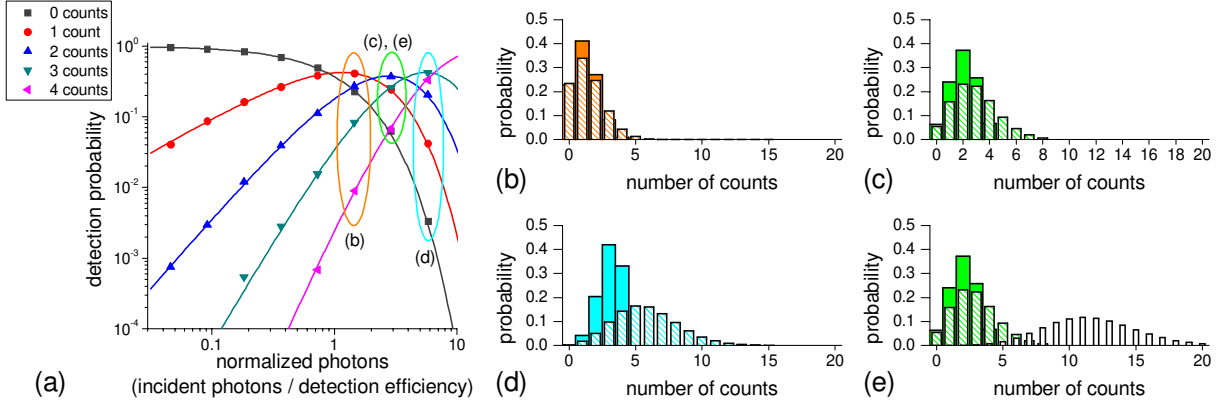 0 counts
1 count
2 counts
3 counts
4 counts
10^0
10^-1
10^-2
10^-3
10^-4
detection probability
0.1
1
10
normalized photons
(incident photons / detection efficiency)
(c), (e)
(b)
(d)
(a)
0.5
0.4
0.3
0.2
0.1
0.0
probability
0 5 10 15 20
number of counts
(b)
0.5
0.4
0.3
0.2
0.1
0.0
probability
0 2 4 6 8 10 12 14 16 18 20
number of counts
(c)
0.5
0.4
0.3
0.2
0.1
0.0
probability
0 5 10 15 20
number of counts
(d)
0.5
0.4
0.3
0.2
0.1
0.0
probability
0 5 10 15 20
number of counts
(e)